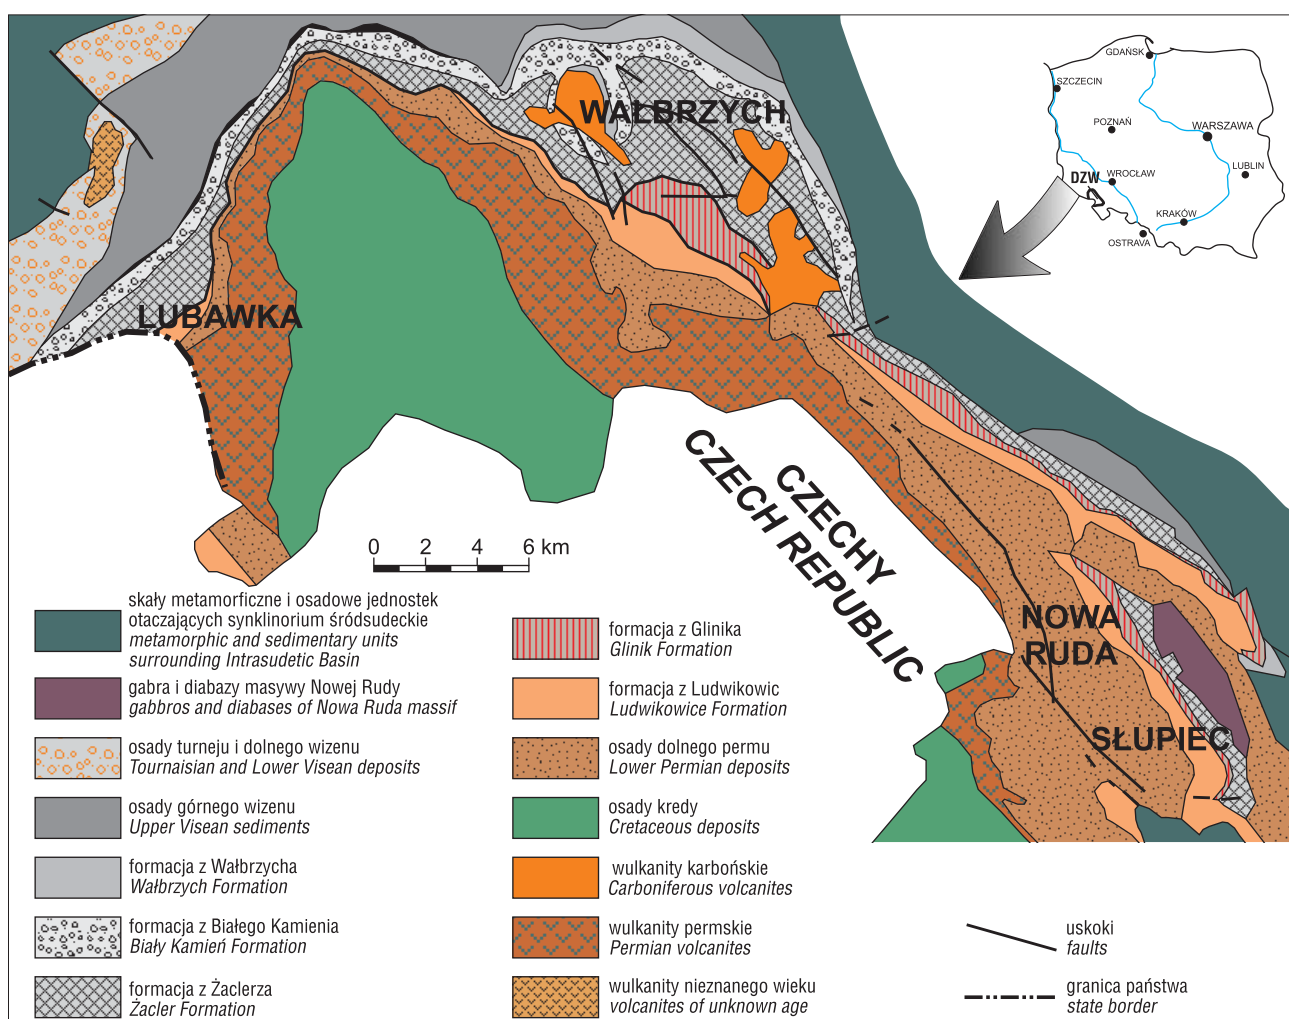 WAŁBRZYCH
LUBAWKA
CZECHY
CZECH REPUBLIC
NOWA
RUDA
SŁUPIEC
GDAŃSK
SZCZECIN
POZNAŃ
WARSZAWA
LUBLIN
DZW
WROCŁAW
KRAKÓW
OSTRAVA
0 2 4 6 km
skały metamorficzne i osadowe jednostek
otaczających synklinorium śródsudeckie
metamorphic and sedimentary units
surrounding Intrasudetic Basin
gabra i diabazy masywy Nowej Rudy
gabbros and diabases of Nowa Ruda massif
osady turneju i dolnego wizenu
Tournaisian and Lower Visean deposits
osady górnego wizenu
Upper Visean sediments
formacja z Wałbrzycha
Wałbrzych Formation
formacja z Białego Kamienia
Biały Kamień Formation
formacja z Żaclerza
Żacler Formation
formacja z Glinika
Glinik Formation
formacja z Ludwikowic
Ludwikowice Formation
osady dolnego permu
Lower Permian deposits
osady kredy
Cretaceous deposits
wulkanity karbońskie
Carboniferous volcanites
wulkanity permskie
Permian volcanites
wulkanity nieznanego wieku
volcanites of unknown age
uskoki
faults
granica państwa
state border